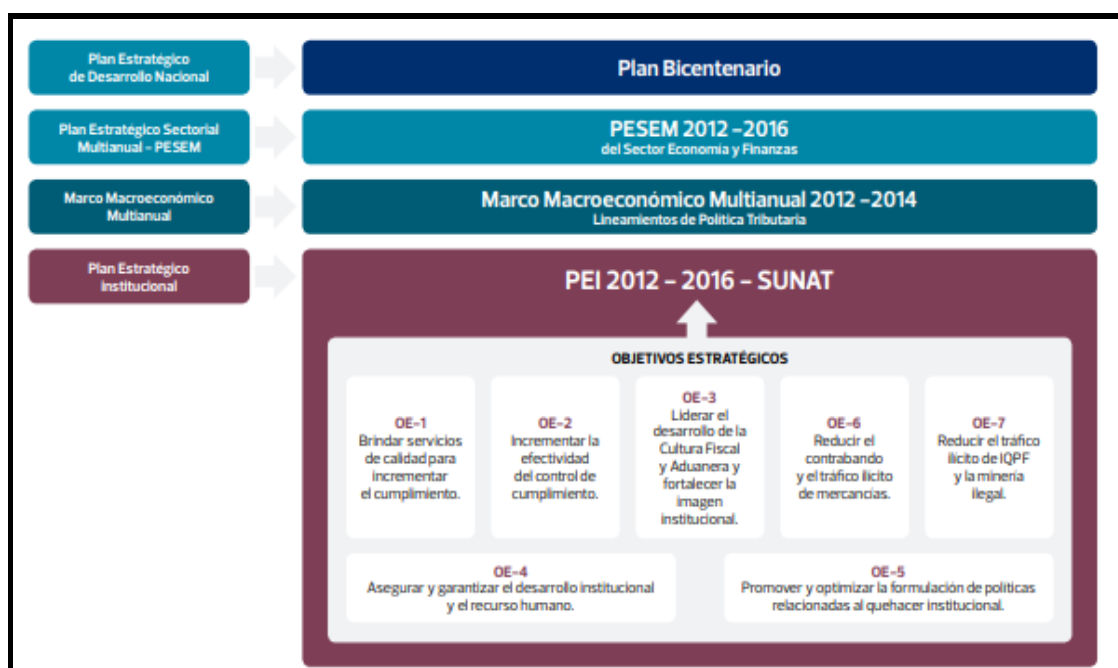 Plan Estratégico
de Desarrollo Nacional
Plan Bicentenario
Plan Estratégico Sectorial
Multianual - PESEM
PESEM 2012 -2016
del Sector Economía y Finanzas
Marco Macroeconómico
Multianual
Marco Macroeconómico Multianual 2012 -2014
Lineamientos de Política Tributaria
Plan Estratégico
institucional
PEI 2012 - 2016 - SUNAT
OBJETIVOS ESTRATÉGICOS
OE-1
Brindar servicios
de calidad para
incrementar
el cumplimiento.
OE-2
Incrementar la
efectividad
del control de
cumplimiento.
OE-3
Liderar el
desarrollo de la
Cultura Fiscal
y Aduanera y
fortalecer la
imagen
institucional.
OE-6
Reducir el
contrabando
y el tráfico ilícito
de mercancías.
OE-7
Reducir el tráfico
ilícito de IQPF
y la minería
ilegal.
OE-4
Asegurar y garantizar el desarrollo institucional
y el recurso humano.
OE-5
Promover y optimizar la formulación de políticas
relacionadas al quehacer institucional.